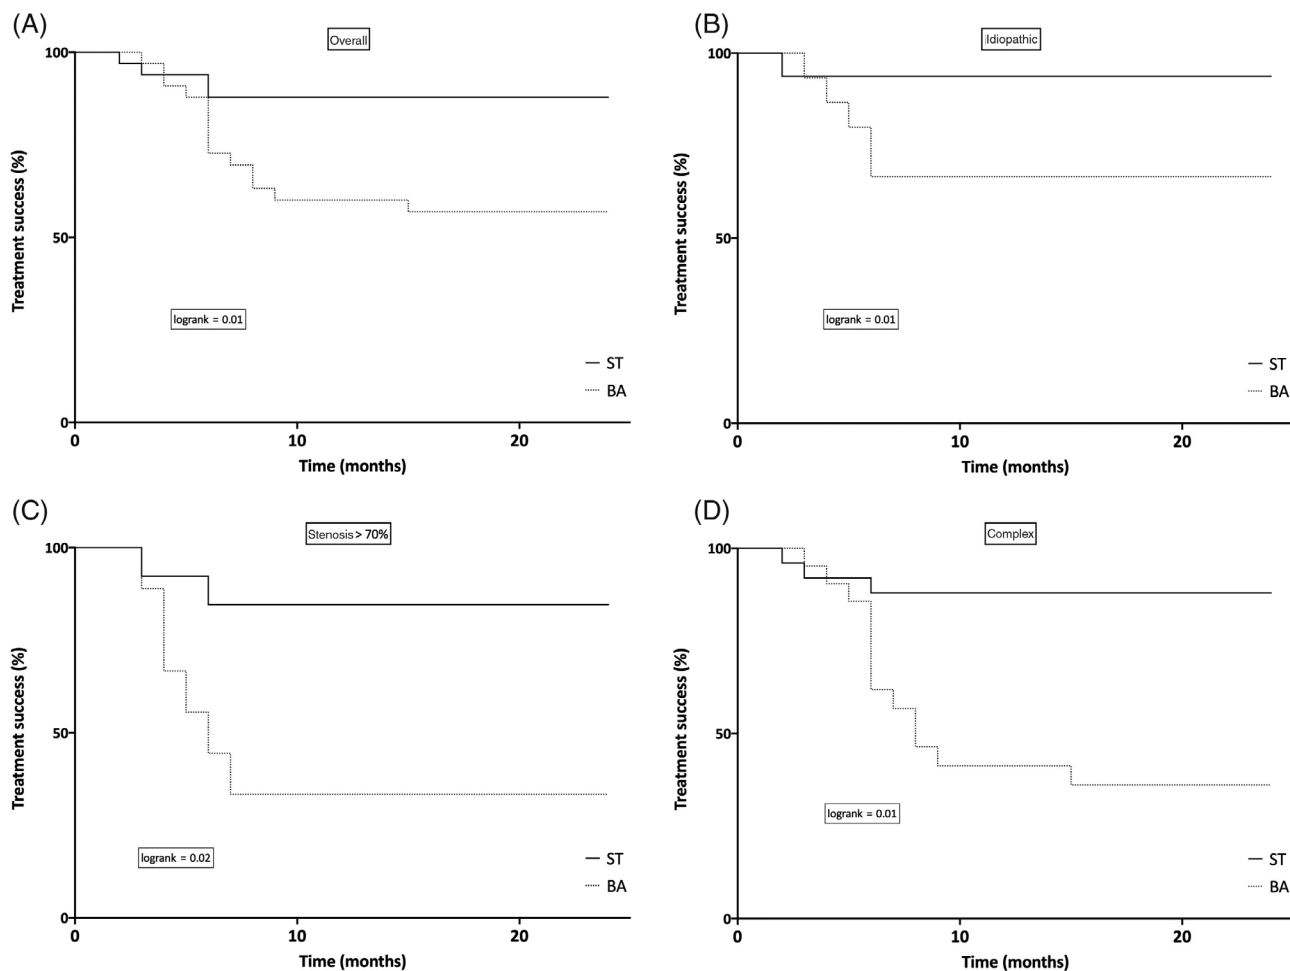 (A)
Overall
100
50
0
Treatment success (%)
logrank = 0.01
ST
BA
0
10
20
Time (months)
(B)
Idiopathic
100
50
0
Treatment success (%)
logrank = 0.01
ST
BA
0
10
20
Time (months)
(C)
Stenosis > 70%
100
50
0
Treatment success (%)
logrank = 0.02
ST
BA
0
10
20
Time (months)
(D)
Complex
100
50
0
Treatment success (%)
logrank = 0.01
ST
BA
0
10
20
Time (months)